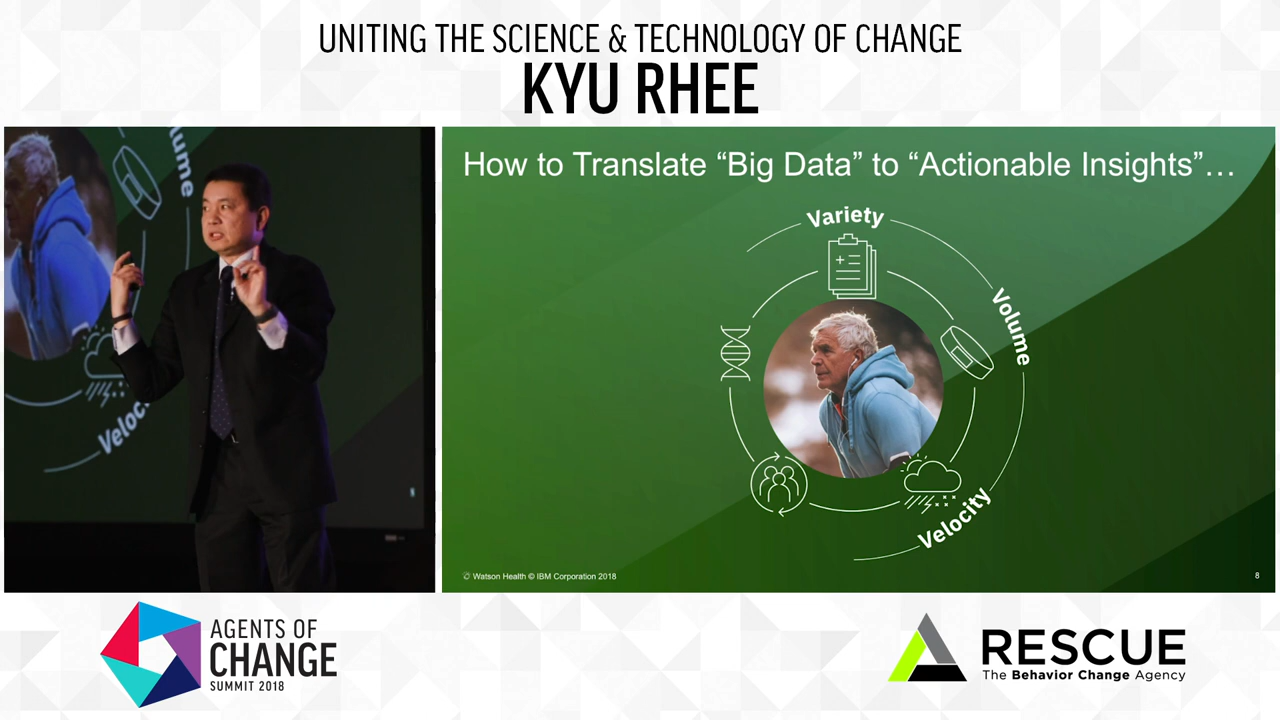 UNITING THE SCIENCE & TECHNOLOGY OF CHANGE
KYU RHEE
How to Translate “Big Data” to “Actionable Insights”…
Variety
Volume
Velocity
Watson Health © IBM Corporation 2018
8
AGENTS OF
CHANGE
SUMMIT 2018
RESCUE
The Behavior Change Agency